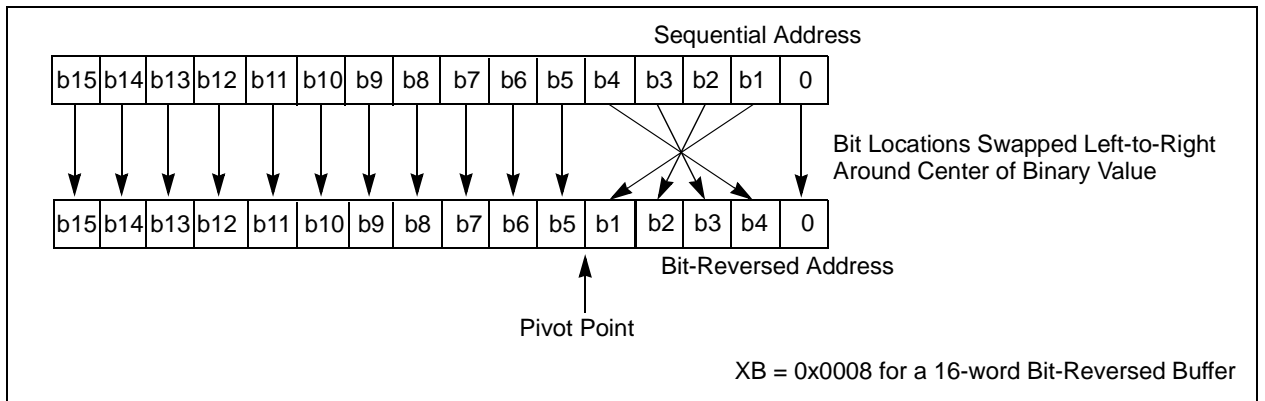 Sequential Address
b15 b14 b13 b12 b11 b10 b9 b8 b7 b6 b5 b4 b3 b2 b1 0
Bit Locations Swapped Left-to-Right
Around Center of Binary Value
b15 b14 b13 b12 b11 b10 b9 b8 b7 b6 b5 b1 b2 b3 b4 0
Bit-Reversed Address
Pivot Point
XB = 0x0008 for a 16-word Bit-Reversed Buffer